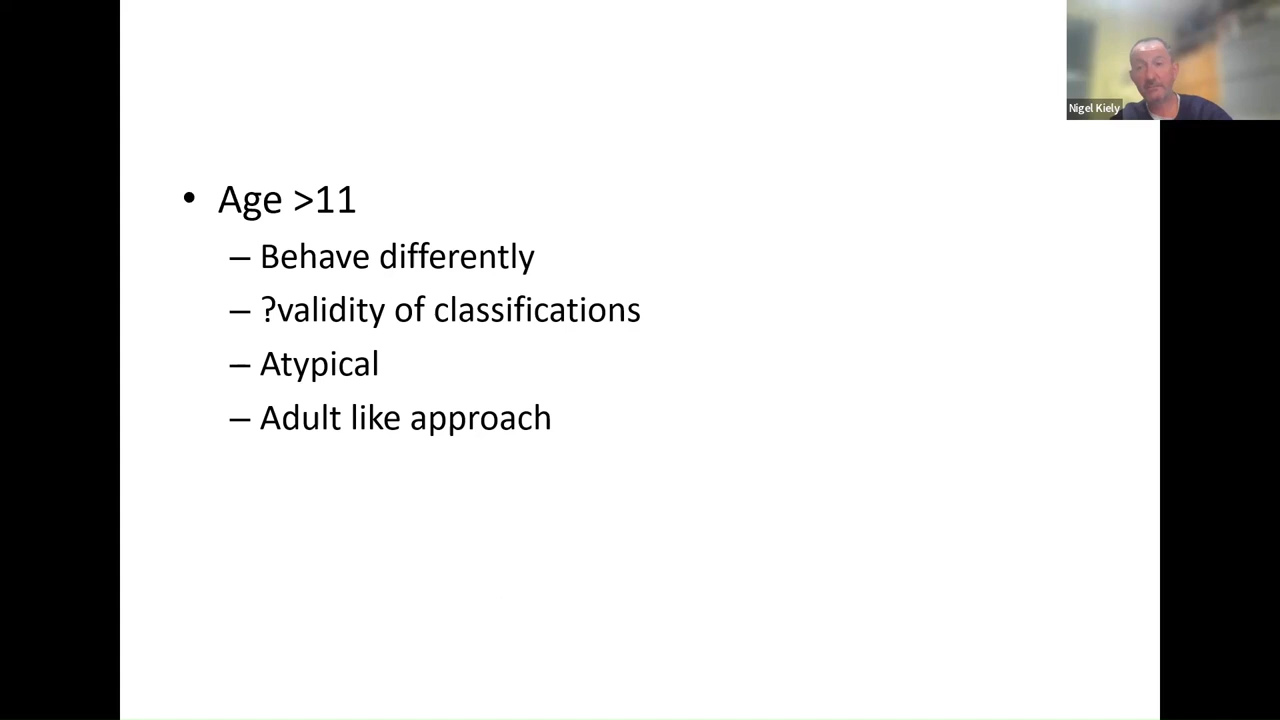 Nigel Kiely
• Age >11
– Behave differently
– ?validity of classifications
– Atypical
– Adult like approach